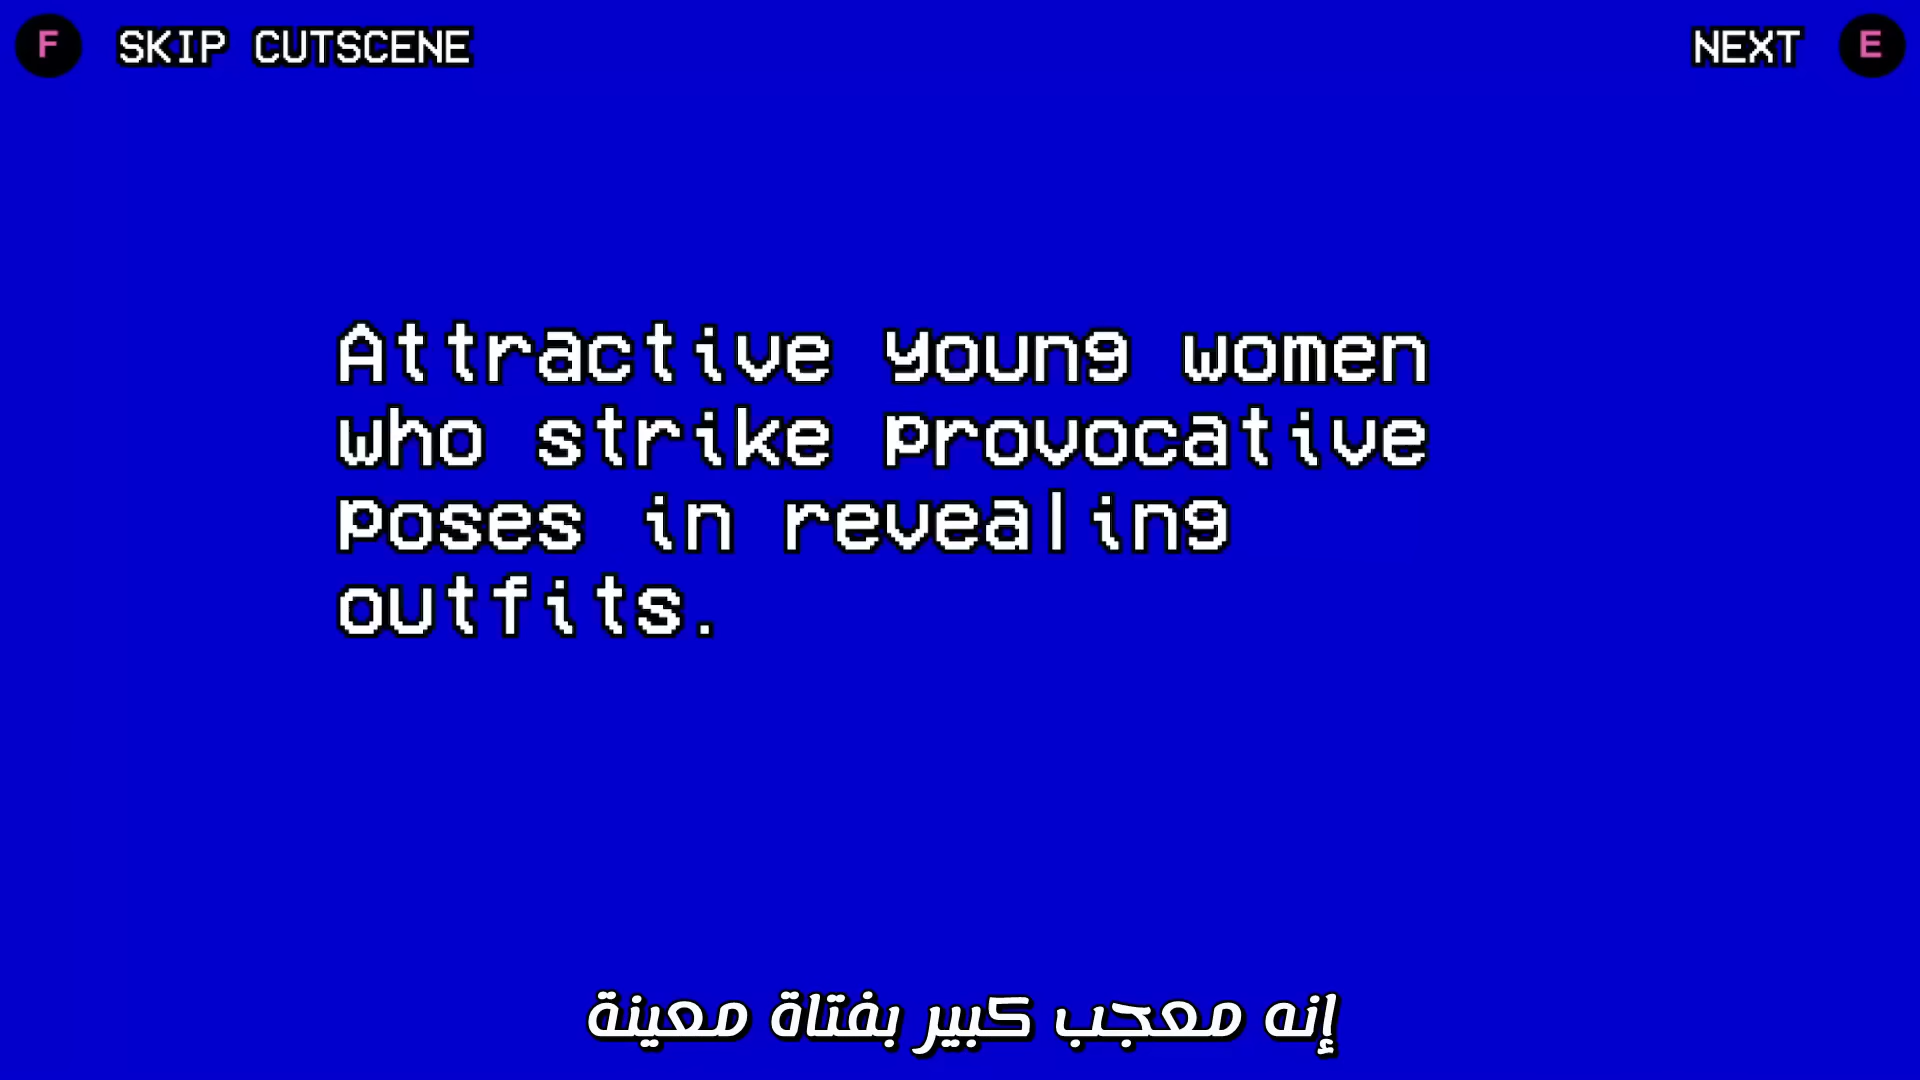 F SKIP CUTSCENE
NEXT E
Attractive young women
who strike provocative
poses in revealing
outfits.
إنه معجب كبير بفتاة معينة